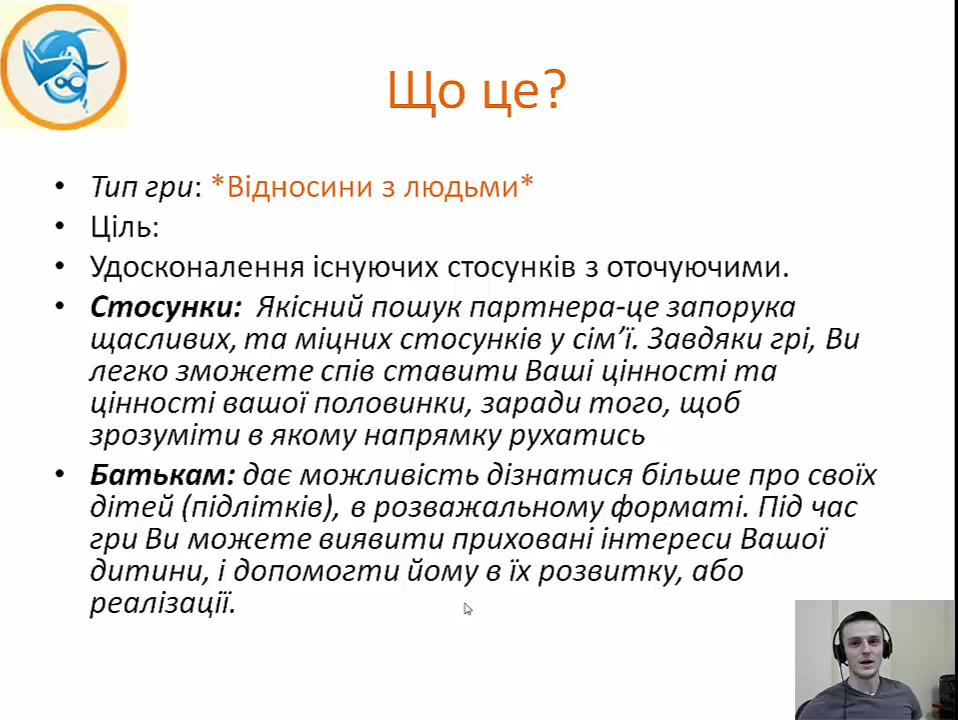 Що це?
• Тип гри: *Відносини з людьми*
• Ціль:
• Удосконалення існуючих стосунків з оточуючими.
• Стосунки: Якісний пошук партнера-це запорука
щасливих, та міцних стосунків у сім’ї. Завдяки грі, Ви
легко зможете спів ставити Ваші цінності та
цінності вашої половинки, заради того, щоб
зрозуміти в якому напрямку рухатись
• Батькам: дає можливість дізнатися більше про своїх
дітей (підлітків), в розважальному форматі. Під час
гри Ви можете виявити приховані інтереси Вашої
дитини, і допомогти йому в їх розвитку, або
реалізації.